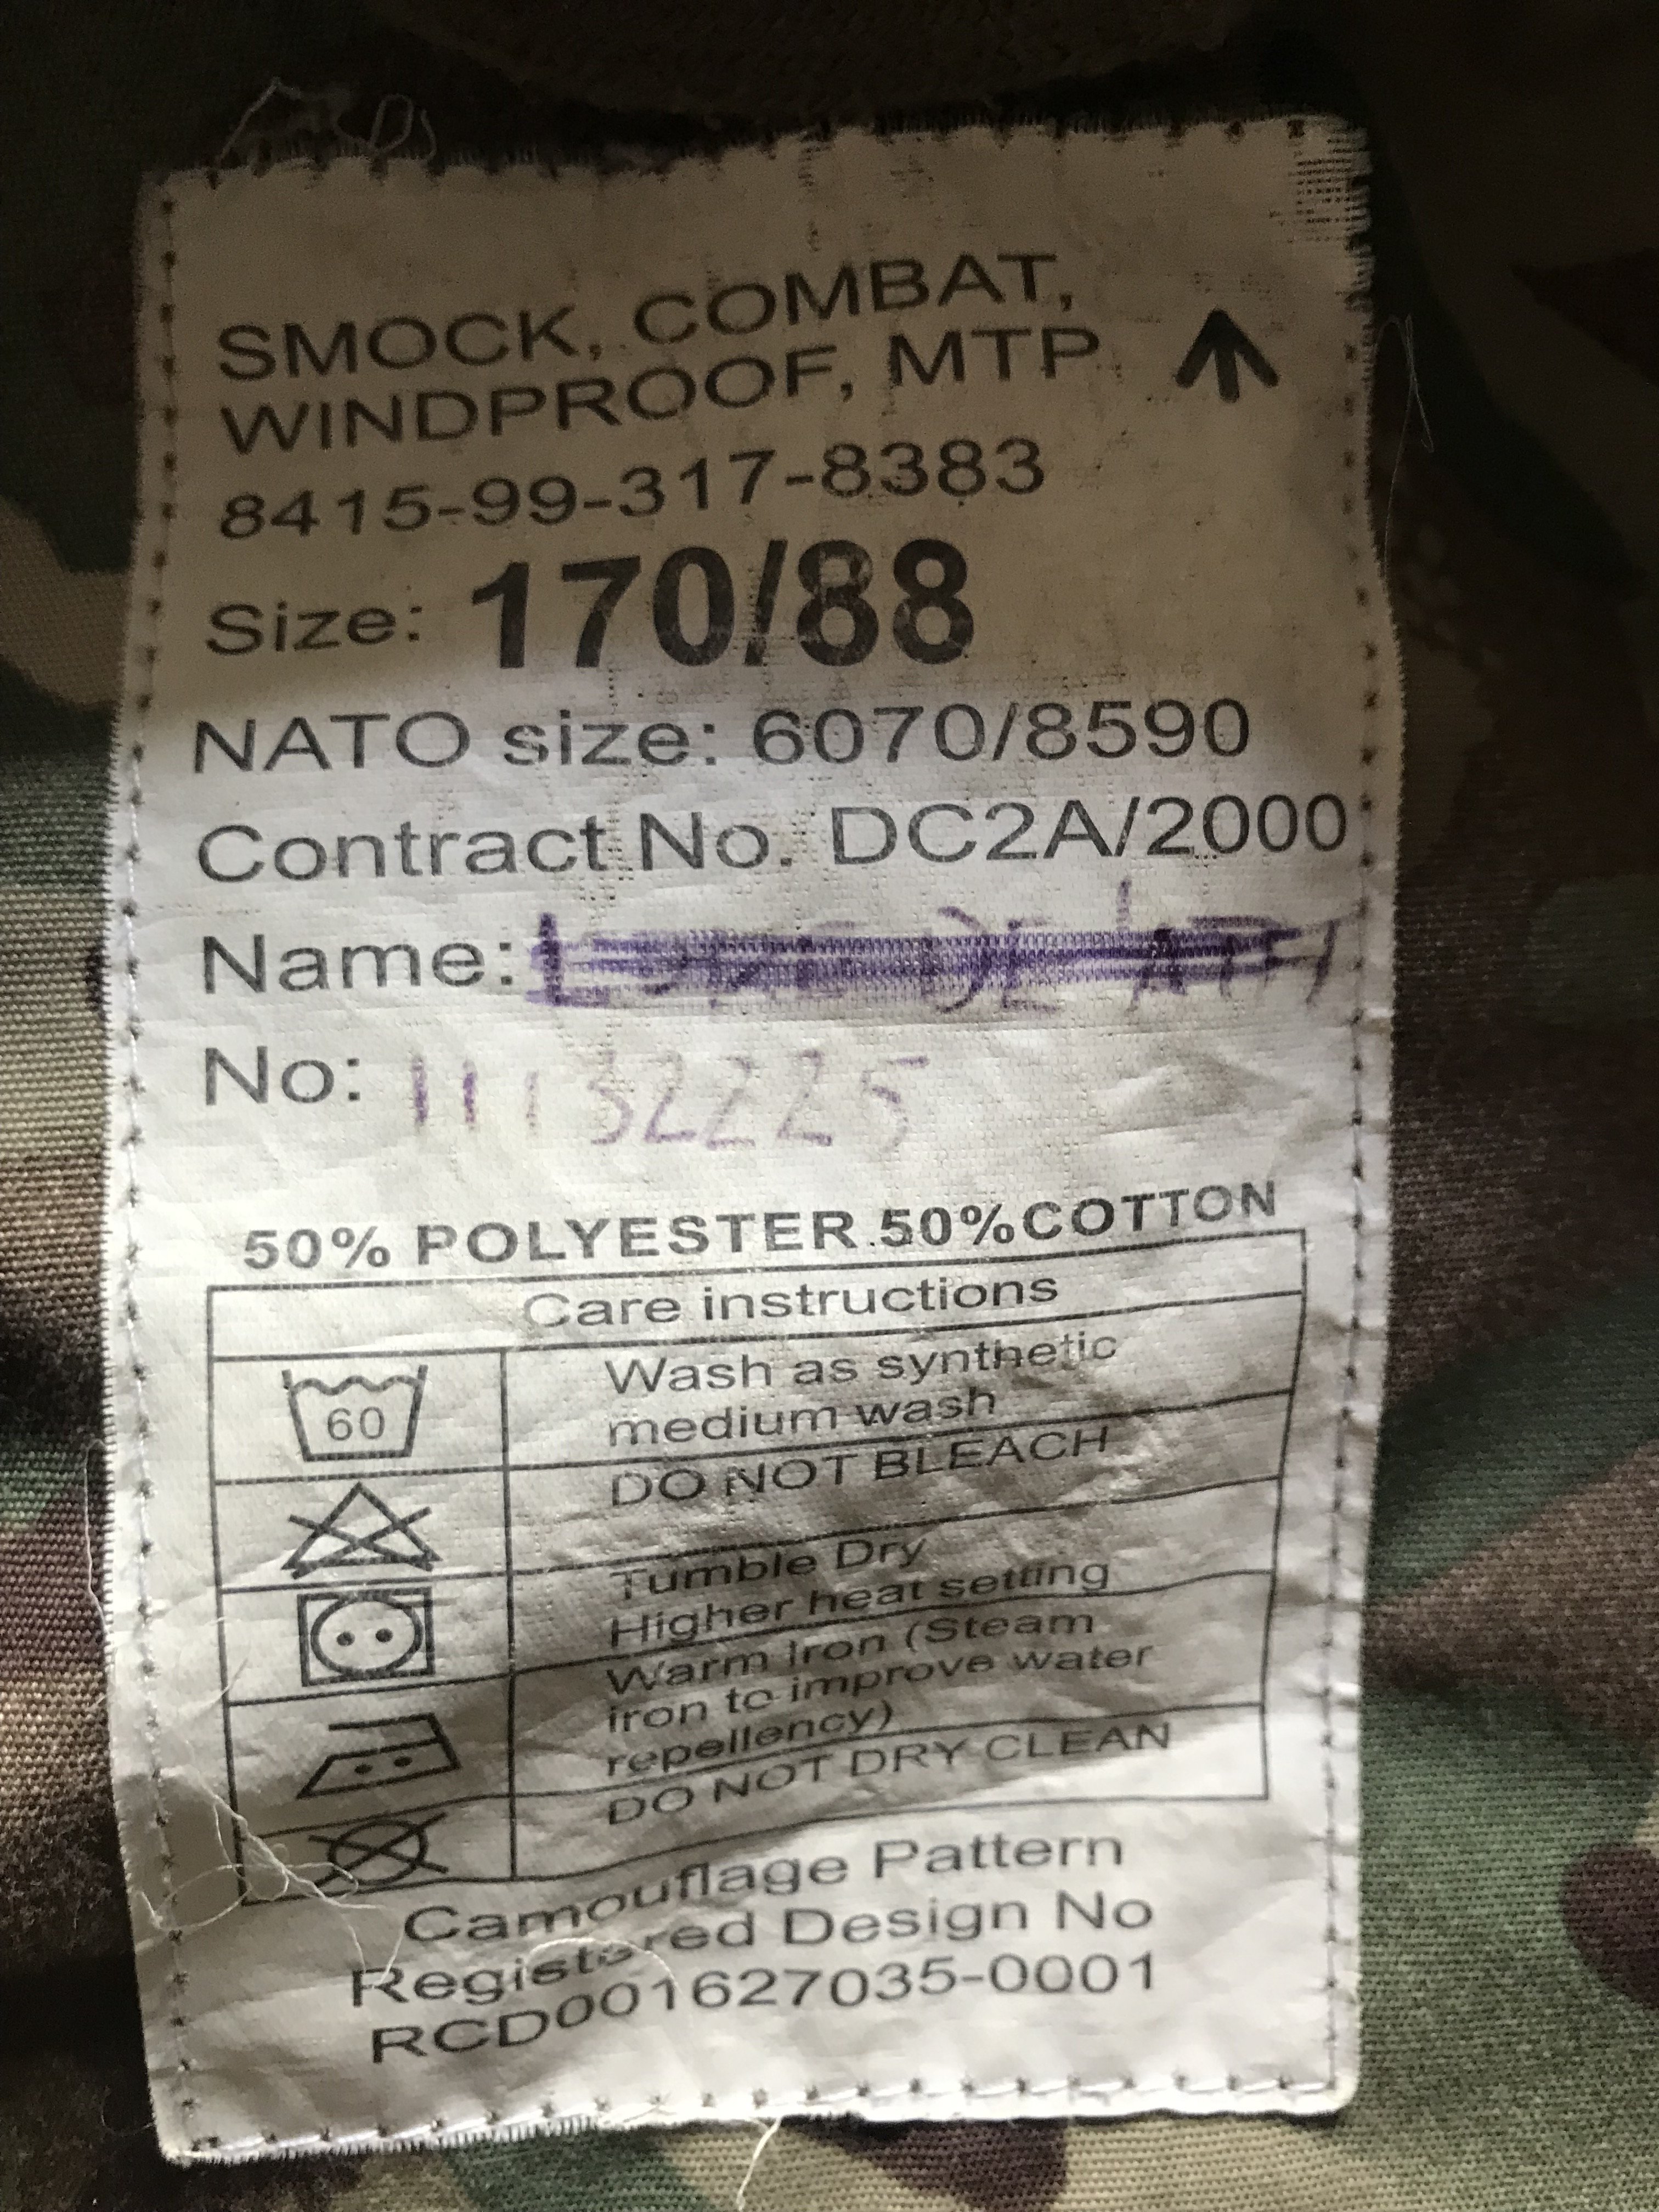 SMOCK, COMBAT,
WINDPROOF, MTP
8415-99-317-8383
Size: 170/88
NATO size: 6070/8590
Contract No. DC2A/2000
Name:
No: 11132225
50% POLYESTER 50%COTTON
Care instructions
Wash as synthetic
medium wash
60
DO NOT BLEACH
Tumble Dry
Higher heat setting
Warm Iron (Steam
iron to improve water
repellency)
DO NOT DRY CLEAN
Camouflage Pattern
Registered Design No
RCD001627035-0001